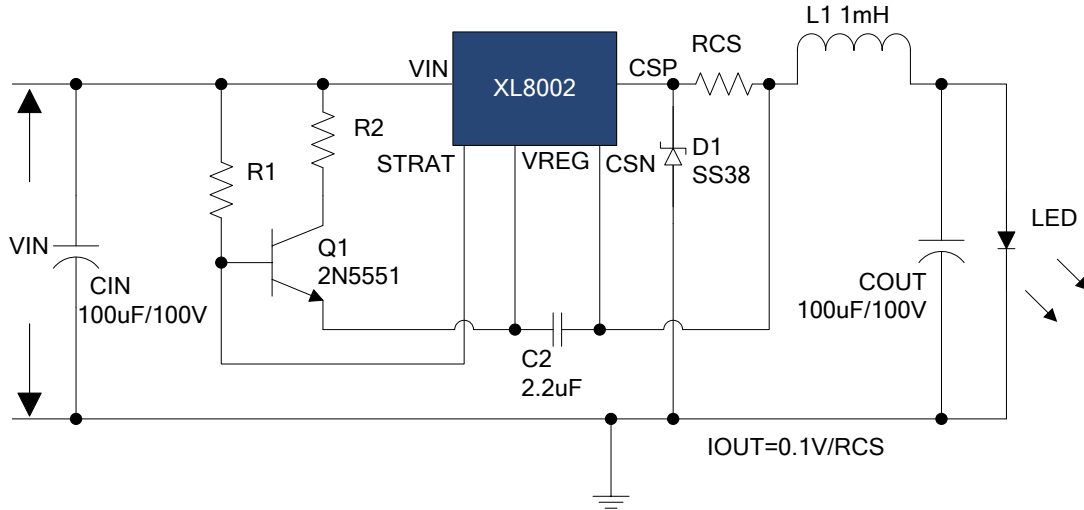 L1 1mH
RCS
VIN
XL8002
CSP
R2
STRAT
VREG
CSN
D1
SS38
R1
VIN
Q1
2N5551
LED
CIN
100uF/100V
COUT
100uF/100V
C2
2.2uF
IOUT=0.1V/RCS